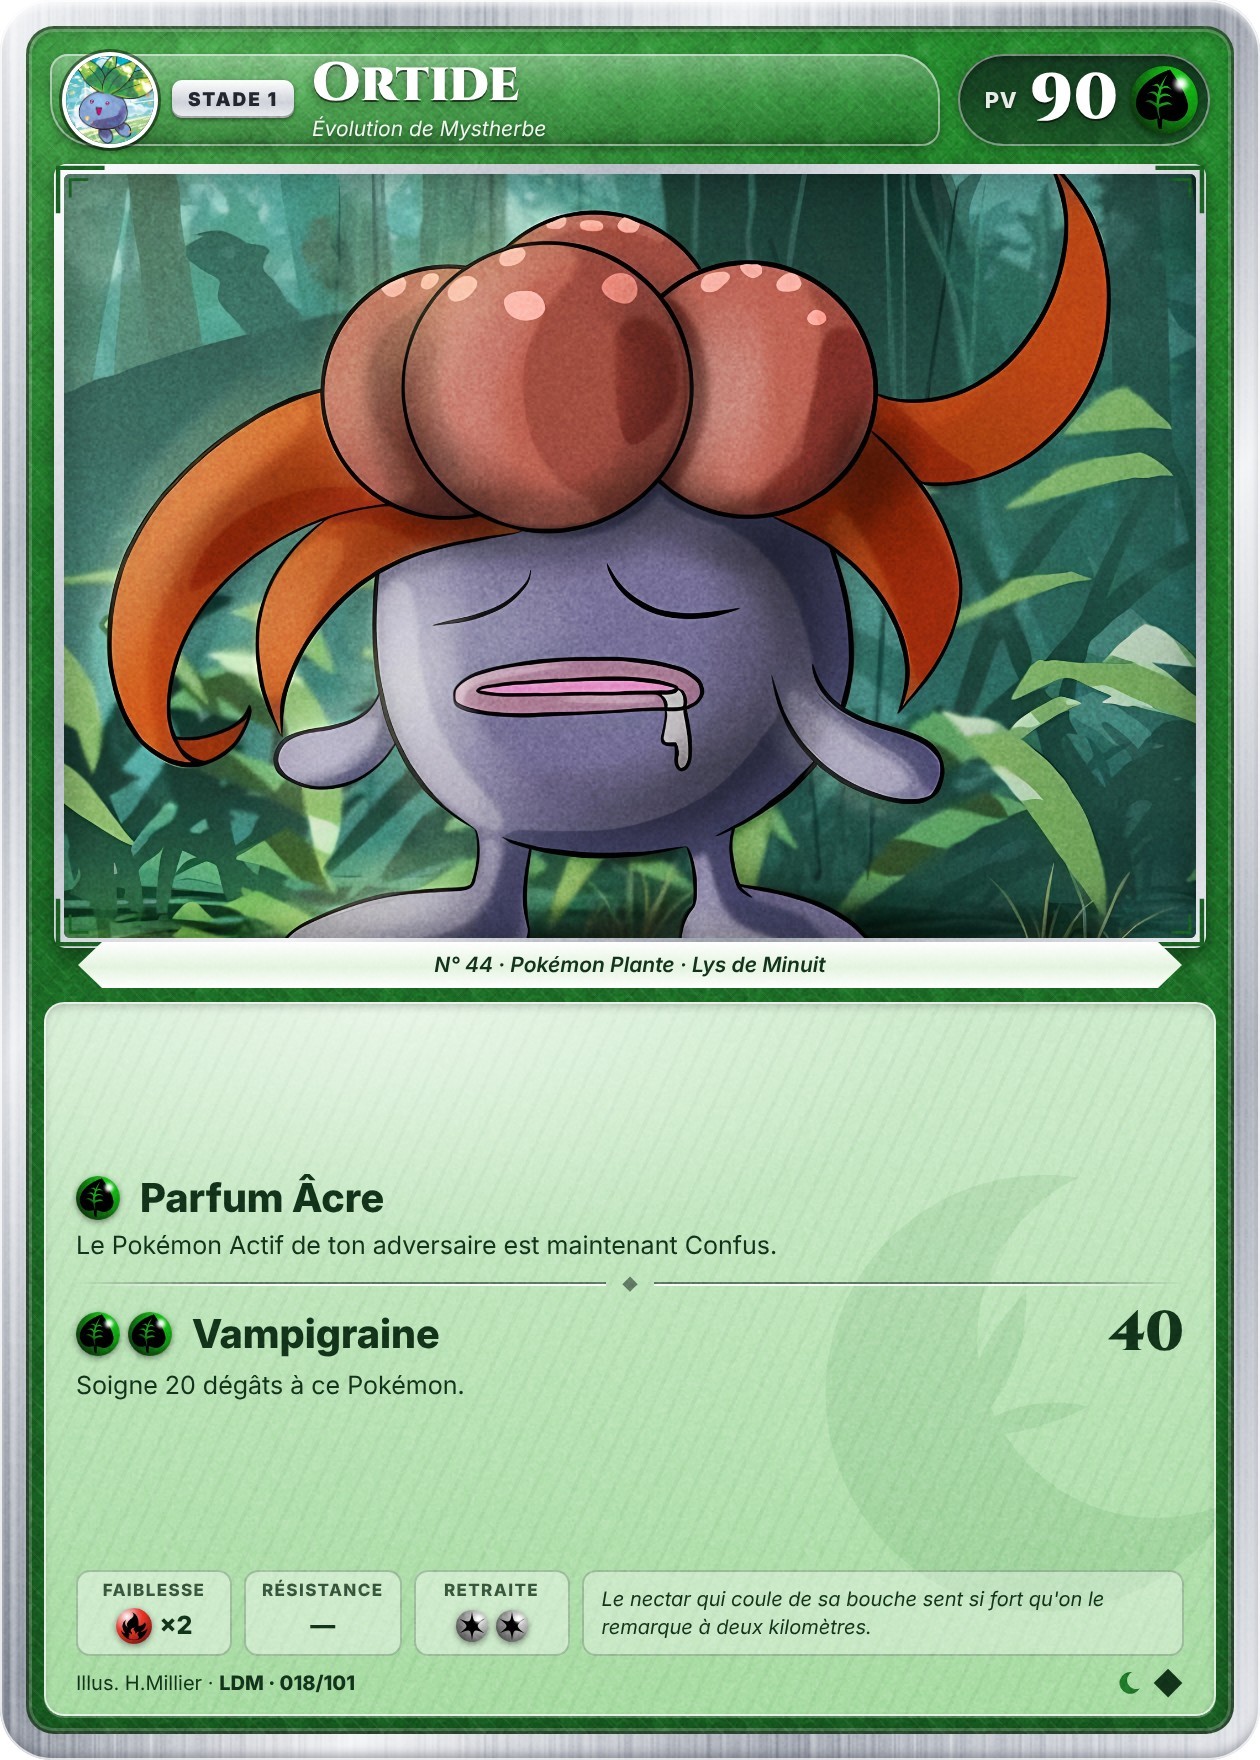 STADE 1
ORTIDE
Évolution de Mystherbe
PV 90
N° 44 · Pokémon Plante · Lys de Minuit
Parfum Âcre
Le Pokémon Actif de ton adversaire est maintenant Confus.
Vampigraine 40
Soigne 20 dégâts à ce Pokémon.
FAIBLESSE
×2
RÉSISTANCE
—
RETRAITE
Le nectar qui coule de sa bouche sent si fort qu'on le
remarque à deux kilomètres.
Illus. H.Millier · LDM · 018/101